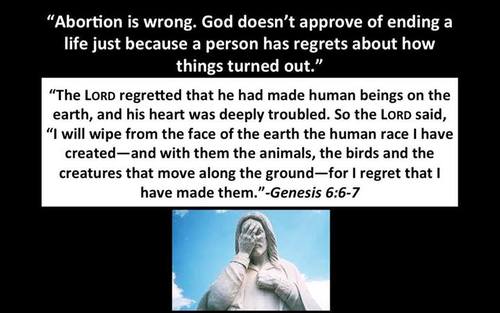 “Abortion is wrong. God doesn’t approve of ending a
life just because a person has regrets about how
things turned out.”
“The LORD regretted that he had made human beings on the
earth, and his heart was deeply troubled. So the LORD said,
“I will wipe from the face of the earth the human race I have
created—and with them the animals, the birds and the
creatures that move along the ground—for I regret that I
have made them.”-Genesis 6:6-7